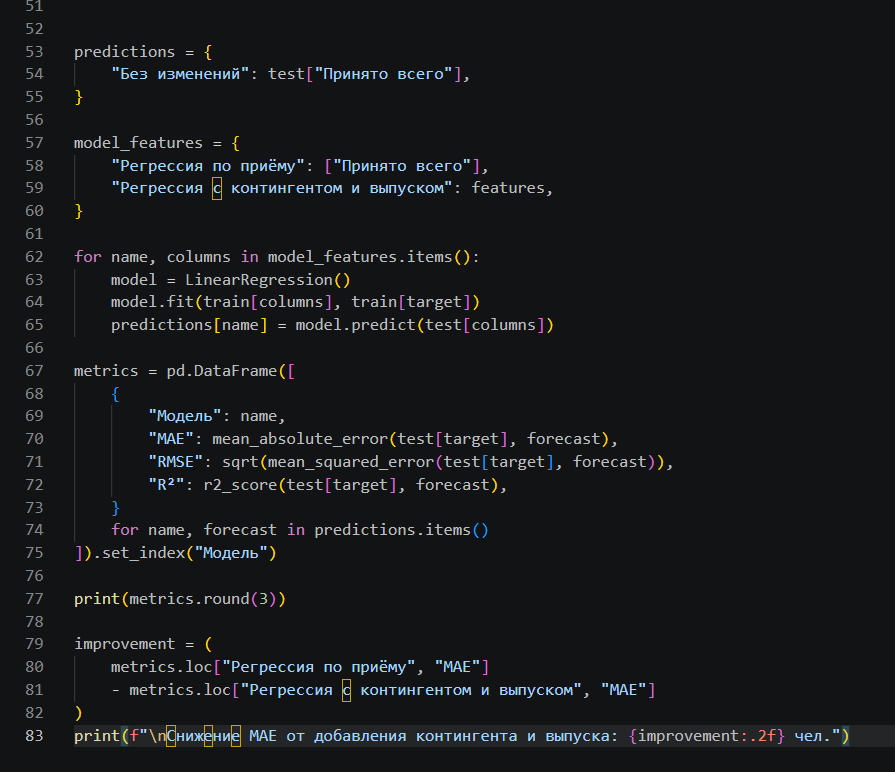 51
52
53 predictions = {
54     "Без изменений": test["Принято всего"],
55 }
56
57 model_features = {
58     "Регрессия по приёму": ["Принято всего"],
59     "Регрессия с контингентом и выпуском": features,
60 }
61
62 for name, columns in model_features.items():
63     model = LinearRegression()
64     model.fit(train[columns], train[target])
65     predictions[name] = model.predict(test[columns])
66
67 metrics = pd.DataFrame([
68     {
69         "Модель": name,
70         "MAE": mean_absolute_error(test[target], forecast),
71         "RMSE": sqrt(mean_squared_error(test[target], forecast)),
72         "R²": r2_score(test[target], forecast),
73     }
74     for name, forecast in predictions.items()
75 ]).set_index("Модель")
76
77 print(metrics.round(3))
78
79 improvement = (
80     metrics.loc["Регрессия по приёму", "MAE"]
81     - metrics.loc["Регрессия с контингентом и выпуском", "MAE"]
82 )
83 print(f"\nСнижение MAE от добавления контингента и выпуска: {improvement:.2f} чел.")